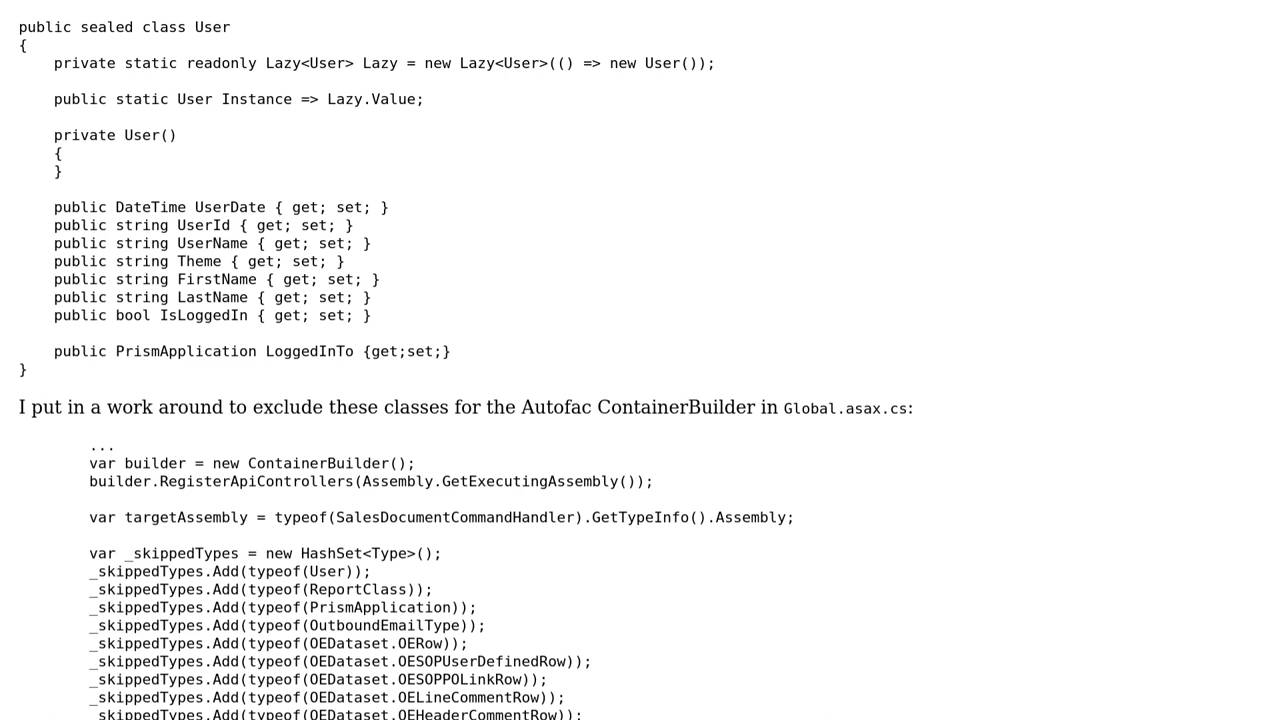 public sealed class User
{
    private static readonly Lazy<User> Lazy = new Lazy<User>(() => new User());

    public static User Instance => Lazy.Value;

    private User()
    {
    }

    public DateTime UserDate { get; set; }
    public string UserId { get; set; }
    public string UserName { get; set; }
    public string Theme { get; set; }
    public string FirstName { get; set; }
    public string LastName { get; set; }
    public bool IsLoggedIn { get; set; }

    public PrismApplication LoggedInTo {get;set;}
}
I put in a work around to exclude these classes for the Autofac ContainerBuilder in Global.asax.cs:
        ...
        var builder = new ContainerBuilder();
        builder.RegisterApiControllers(Assembly.GetExecutingAssembly());

        var targetAssembly = typeof(SalesDocumentCommandHandler).GetTypeInfo().Assembly;

        var _skippedTypes = new HashSet<Type>();
        _skippedTypes.Add(typeof(User));
        _skippedTypes.Add(typeof(ReportClass));
        _skippedTypes.Add(typeof(PrismApplication));
        _skippedTypes.Add(typeof(OutboundEmailType));
        _skippedTypes.Add(typeof(OEDataset.OERow));
        _skippedTypes.Add(typeof(OEDataset.OESOPUserDefinedRow));
        _skippedTypes.Add(typeof(OEDataset.OESOPPOLinkRow));
        _skippedTypes.Add(typeof(OEDataset.OELineCommentRow));
        _skippedTypes.Add(typeof(OEDataset.OEHeaderCommentRow));